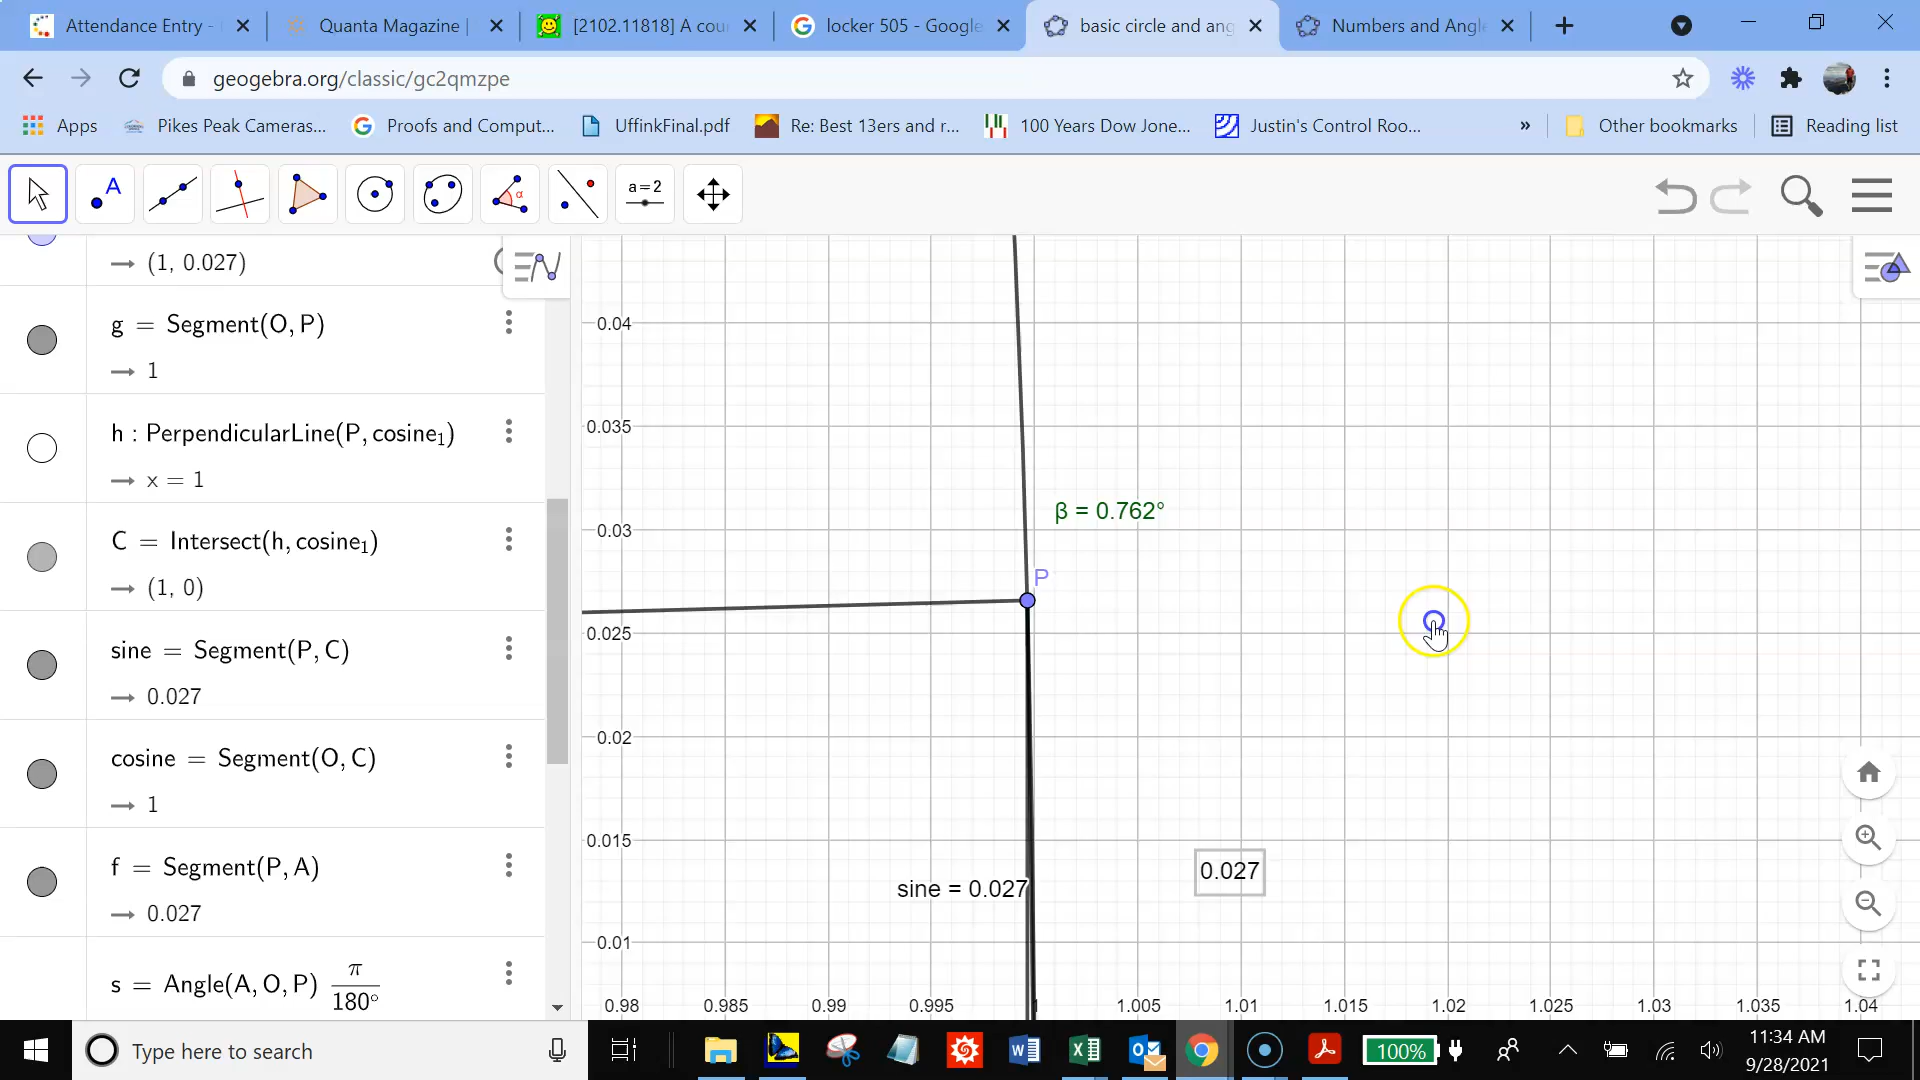 Attendance Entry -
Quanta Magazine |
[2102.11818] A cou
locker 505 - Google
basic circle and ang
Numbers and Angle
geogebra.org/classic/gc2qmzpe
Apps
Pikes Peak Cameras...
Proofs and Comput...
UffinkFinal.pdf
Re: Best 13ers and r...
100 Years Dow Jone...
Justin's Control Roo...
»
Other bookmarks
Reading list
A
α
a=2
→ (1, 0.027)
g = Segment(O, P)
→ 1
h : PerpendicularLine(P, cosine₁)
→ x = 1
C = Intersect(h, cosine₁)
→ (1, 0)
sine = Segment(P, C)
→ 0.027
cosine = Segment(O, C)
→ 1
f = Segment(P, A)
→ 0.027
s = Angle(A, O, P) π/180°
0.04
0.035
β = 0.762°
0.03
P
0.025
0.02
0.015
0.027
sine = 0.027
0.01
0.98 0.985 0.99 0.995 1 1.005 1.01 1.015 1.02 1.025 1.03 1.035 1.04
Type here to search
100%
11:34 AM
9/28/2021